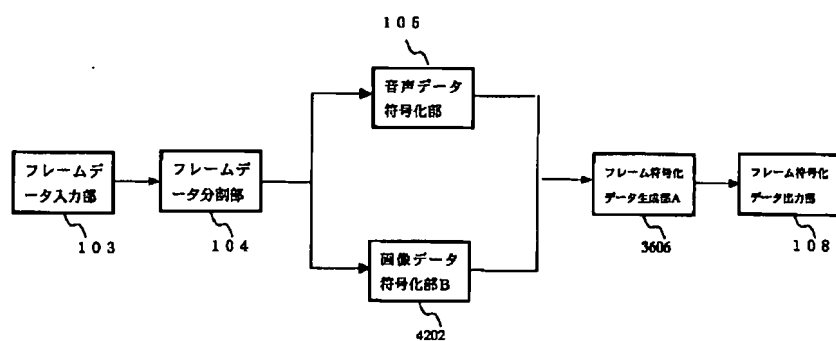 １０５
音声データ
符号化部
フレームデ
ータ入力部
１０３
フレームデ
ータ分割部
１０４
画像データ
符号化部Ｂ
4202
フレーム符号化
データ生成部Ａ
3606
フレーム符号化
データ出力部
１０８